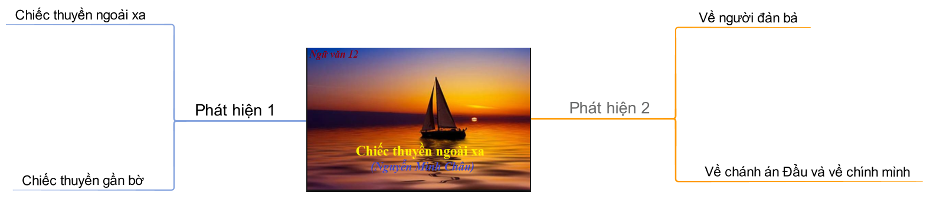 Chiếc thuyền ngoài xa
Phát hiện 1
Chiếc thuyền gần bờ
Ngữ văn 12
Chiếc thuyền ngoài xa
(Nguyễn Minh Châu)
Phát hiện 2
Về người đàn bà
Về chánh án Đẩu và về chính mình